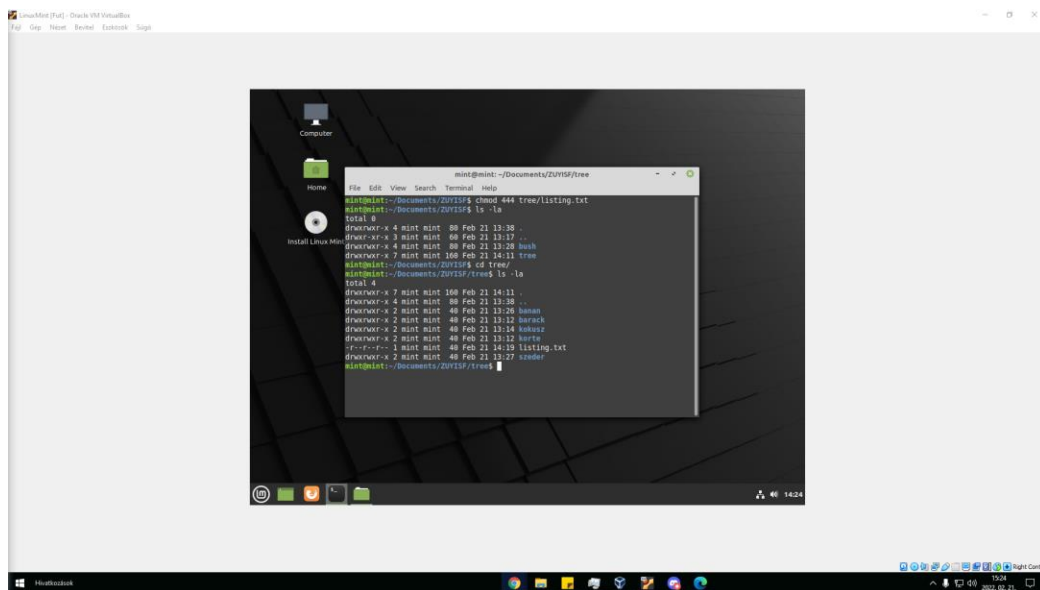 LinuxMint [Fut] - Oracle VM VirtualBox
Fájl Gép Nézet Bevitel Eszközök Súgó
Computer
Home
Install Linux Mint
mint@mint: ~/Documents/ZUYISF/tree
File Edit View Search Terminal Help
mint@mint:~/Documents/ZUYISF$ chmod 444 tree/listing.txt
mint@mint:~/Documents/ZUYISF$ ls -la
total 0
drwxrwxr-x 4 mint mint 80 Feb 21 13:38 .
drwxr-xr-x 3 mint mint 60 Feb 21 13:17 ..
drwxrwxr-x 4 mint mint 80 Feb 21 13:28 bush
drwxrwxr-x 7 mint mint 160 Feb 21 14:11 tree
mint@mint:~/Documents/ZUYISF$ cd tree/
mint@mint:~/Documents/ZUYISF/tree$ ls -la
total 4
drwxrwxr-x 7 mint mint 160 Feb 21 14:11 .
drwxrwxr-x 4 mint mint 80 Feb 21 13:38 ..
drwxrwxr-x 2 mint mint 40 Feb 21 13:26 banan
drwxrwxr-x 2 mint mint 40 Feb 21 13:12 barack
drwxrwxr-x 2 mint mint 40 Feb 21 13:14 kokusz
drwxrwxr-x 2 mint mint 40 Feb 21 13:12 korte
-r--r--r-- 1 mint mint 40 Feb 21 14:19 listing.txt
drwxrwxr-x 2 mint mint 40 Feb 21 13:27 szeder
mint@mint:~/Documents/ZUYISF/tree$
14:24
Right Cont
Hivatkozások
15:24
2022. 02. 21.